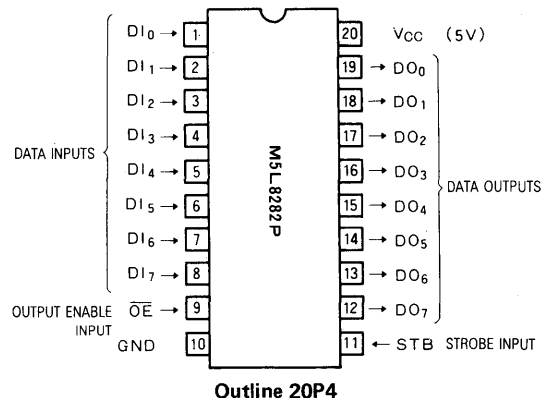 DI0 → 1
DI1 → 2
DI2 → 3
DI3 → 4
DI4 → 5
DI5 → 6
DI6 → 7
DI7 → 8
DATA INPUTS
OUTPUT ENABLE INPUT
OE → 9
GND 10
M5L8282P
20 VCC (5V)
19 → DO0
18 → DO1
17 → DO2
16 → DO3
15 → DO4
14 → DO5
13 → DO6
12 → DO7
DATA OUTPUTS
11 ← STB STROBE INPUT
Outline 20P4